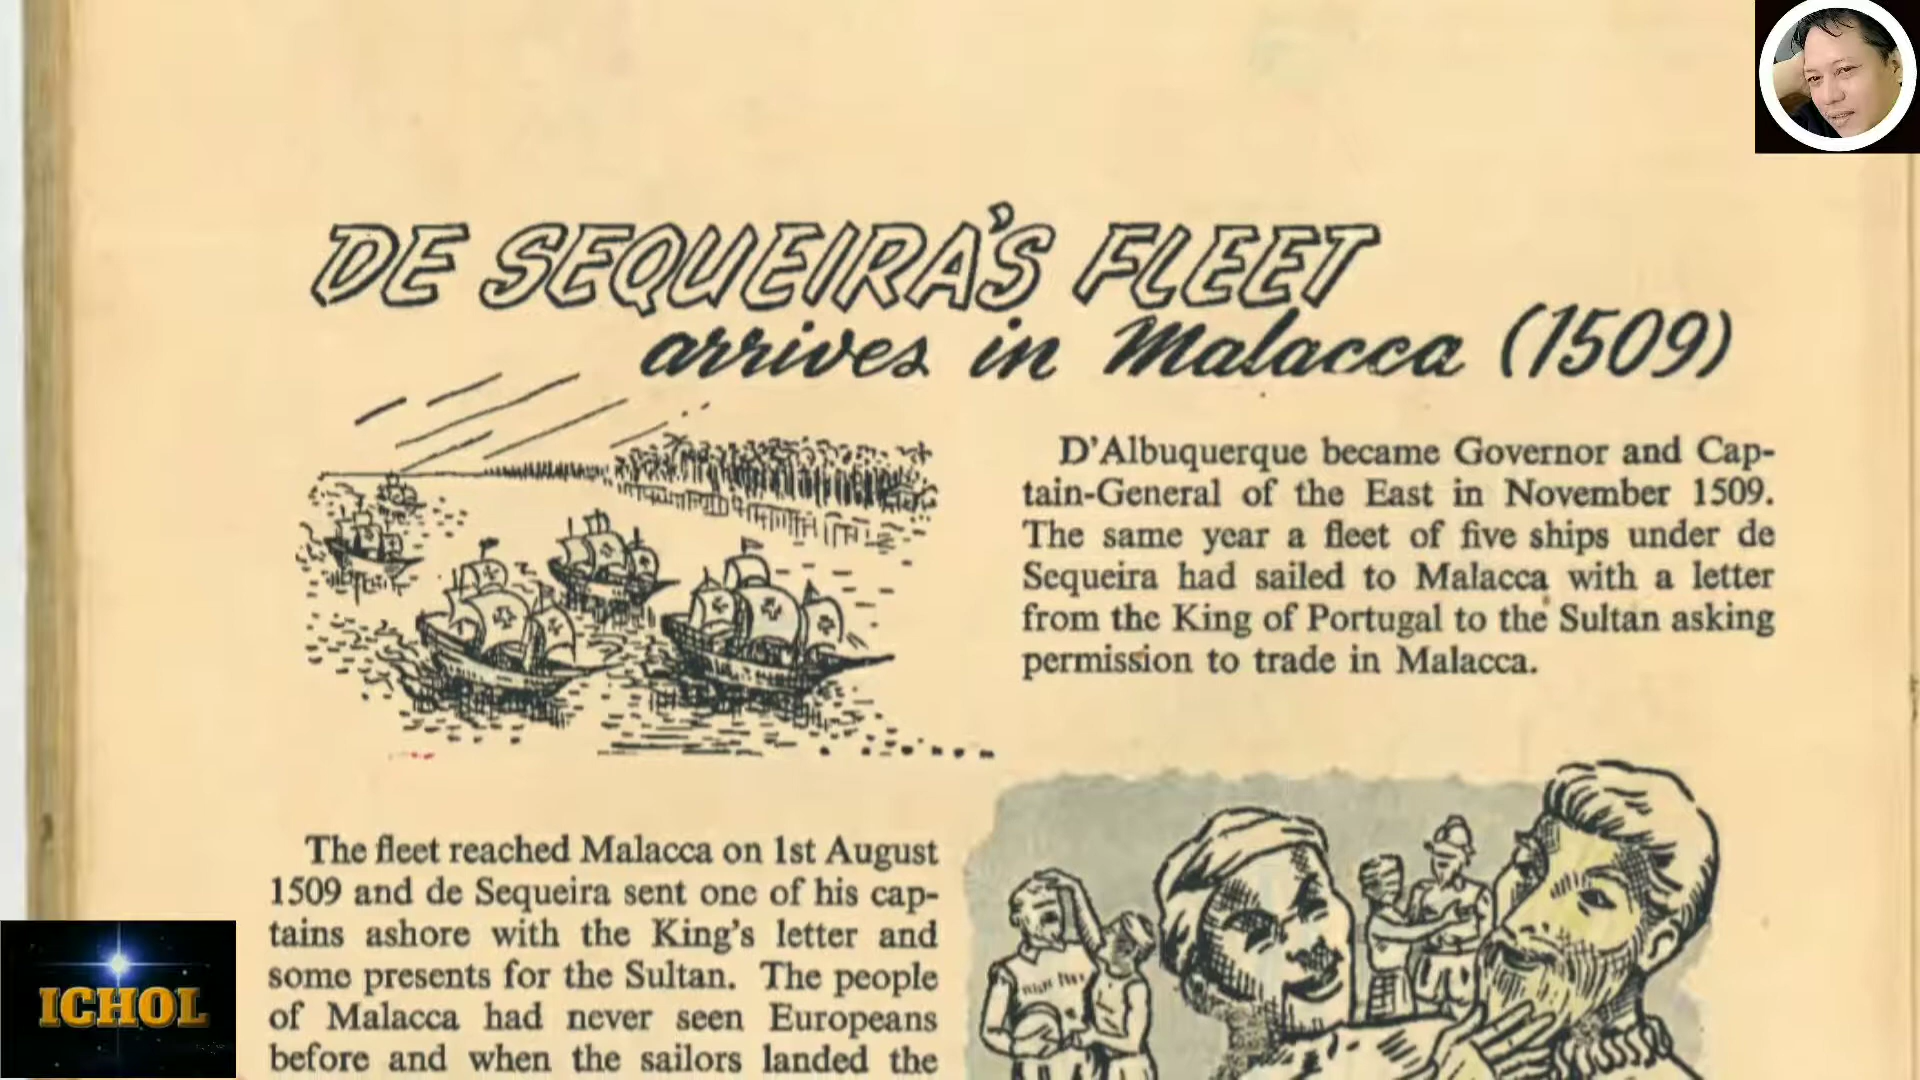 DE SEQUEIRA'S FLEET
arrives in Malacca (1509)
D'Albuquerque became Governor and Cap-
tain-General of the East in November 1509.
The same year a fleet of five ships under de
Sequeira had sailed to Malacca with a letter
from the King of Portugal to the Sultan asking
permission to trade in Malacca.
The fleet reached Malacca on 1st August
1509 and de Sequeira sent one of his cap-
tains ashore with the King's letter and
some presents for the Sultan. The people
of Malacca had never seen Europeans
before and when the sailors landed the
ICHOL